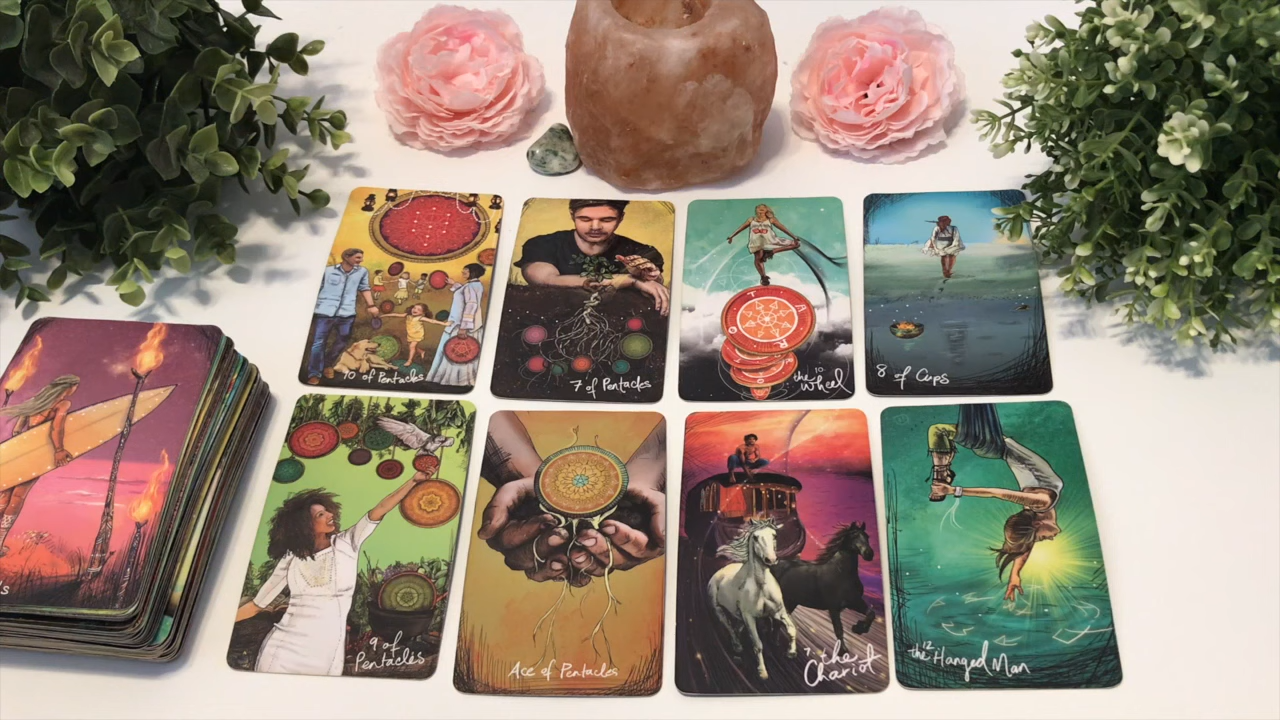 10 of Pentacles
7 of Pentacles
T
A
R
O
the 10
Wheel
8 of Cups
9 of
Pentacles
Ace of Pentacles
7 the
Chariot
the 12 Hanged Man